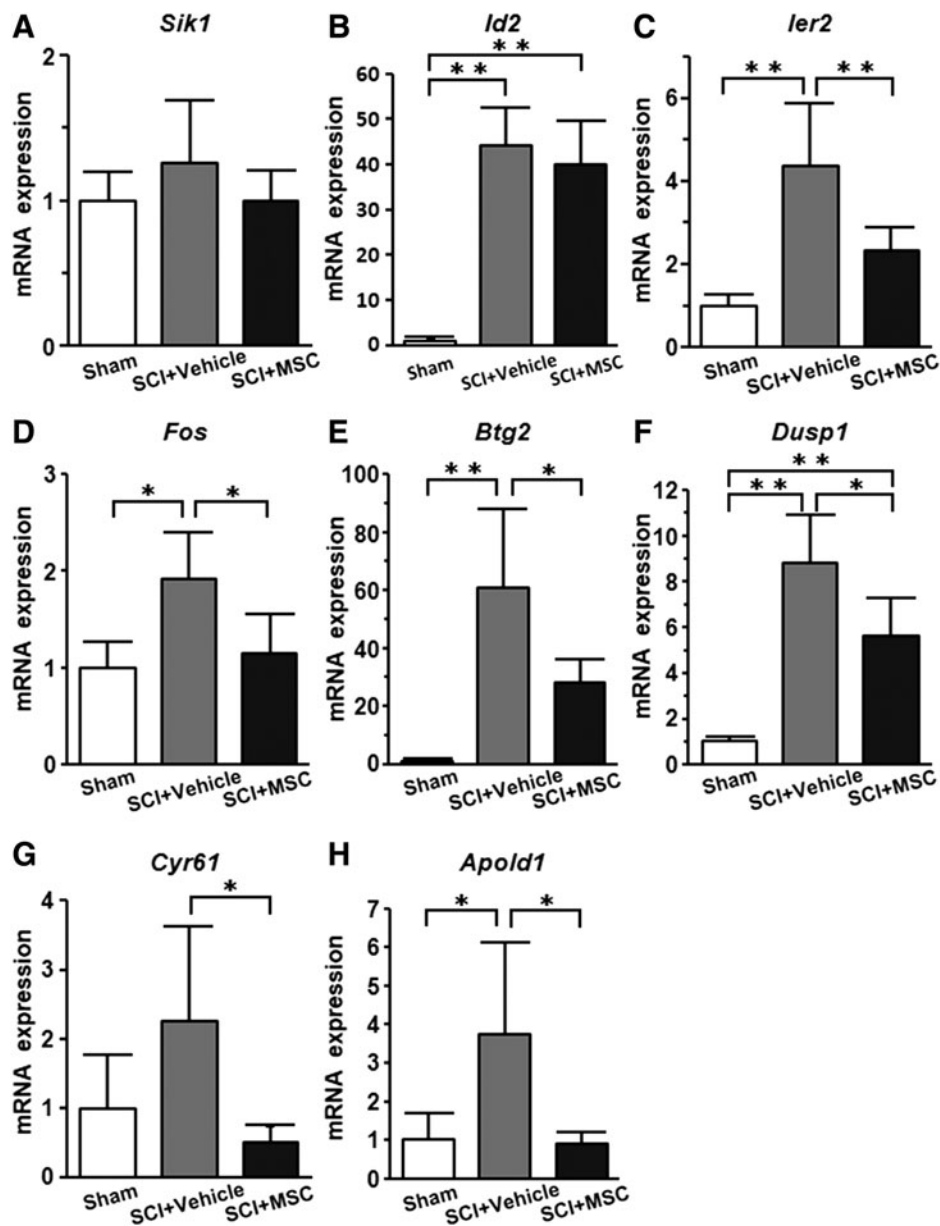 A Sik1
mRNA expression
2
1
0
Sham SCI+Vehicle SCI+MSC
B Id2
mRNA expression
60
50
40
30
20
10
0
* *
* *
Sham SCI+Vehicle SCI+MSC
C Ier2
mRNA expression
6
4
2
0
* * * *
Sham SCI+Vehicle SCI+MSC
D Fos
mRNA expression
3
2
1
0
* *
Sham SCI+Vehicle SCI+MSC
E Btg2
mRNA expression
100
80
60
40
20
0
* * *
Sham SCI+Vehicle SCI+MSC
F Dusp1
mRNA expression
12
10
8
6
4
2
0
* *
* * *
Sham SCI+Vehicle SCI+MSC
G Cyr61
mRNA expression
4
3
2
1
0
*
Sham SCI+Vehicle SCI+MSC
H Apold1
mRNA expression
7
6
5
4
3
2
1
0
* *
Sham SCI+Vehicle SCI+MSC